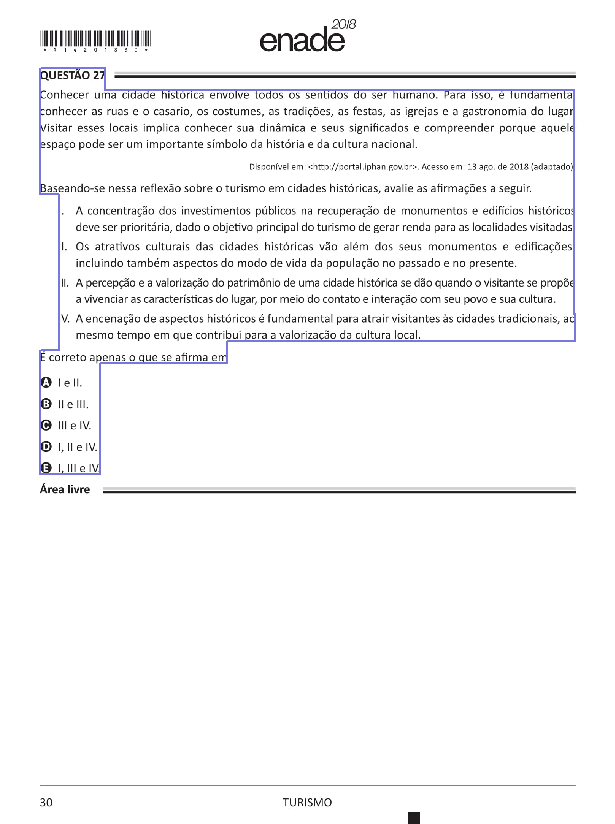 enade 2018
QUESTÃO 27
Conhecer uma cidade histórica envolve todos os sentidos do ser humano. Para isso, é fundamental
conhecer as ruas e o casario, os costumes, as tradições, as festas, as igrejas e a gastronomia do lugar.
Visitar esses locais implica conhecer sua dinâmica e seus significados e compreender porque aquele
espaço pode ser um importante símbolo da história e da cultura nacional.
Disponível em: <http://portal.iphan.gov.br>. Acesso em: 13 ago. de 2018 (adaptado).
Baseando-se nessa reflexão sobre o turismo em cidades históricas, avalie as afirmações a seguir.
I. A concentração dos investimentos públicos na recuperação de monumentos e edifícios históricos
deve ser prioritária, dado o objetivo principal do turismo de gerar renda para as localidades visitadas.
II. Os atrativos culturais das cidades históricas vão além dos seus monumentos e edificações,
incluindo também aspectos do modo de vida da população no passado e no presente.
III. A percepção e a valorização do patrimônio de uma cidade histórica se dão quando o visitante se propõe
a vivenciar as características do lugar, por meio do contato e interação com seu povo e sua cultura.
IV. A encenação de aspectos históricos é fundamental para atrair visitantes às cidades tradicionais, ao
mesmo tempo em que contribui para a valorização da cultura local.
É correto apenas o que se afirma em
A I e II.
B II e III.
C III e IV.
D I, II e IV.
E I, III e IV.
Área livre
30 TURISMO